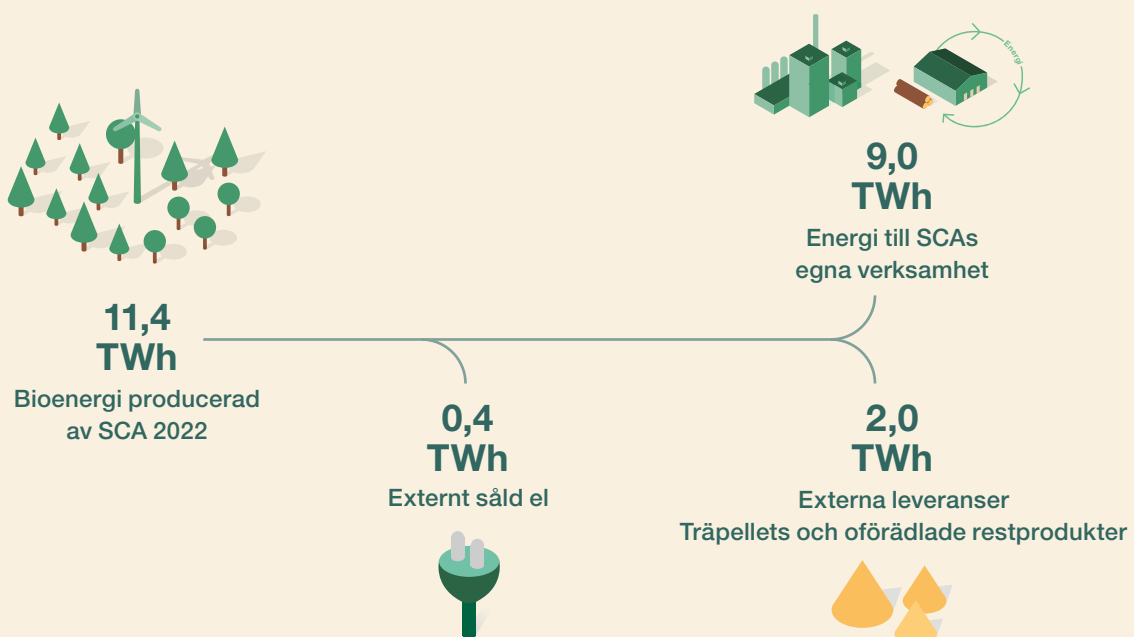 Energi
9,0
TWh
Energi till SCAs
egna verksamhet
11,4
TWh
Bioenergi producerad
av SCA 2022
0,4
TWh
Externt såld el
2,0
TWh
Externa leveranser
Träpellets och oförädlade restprodukter